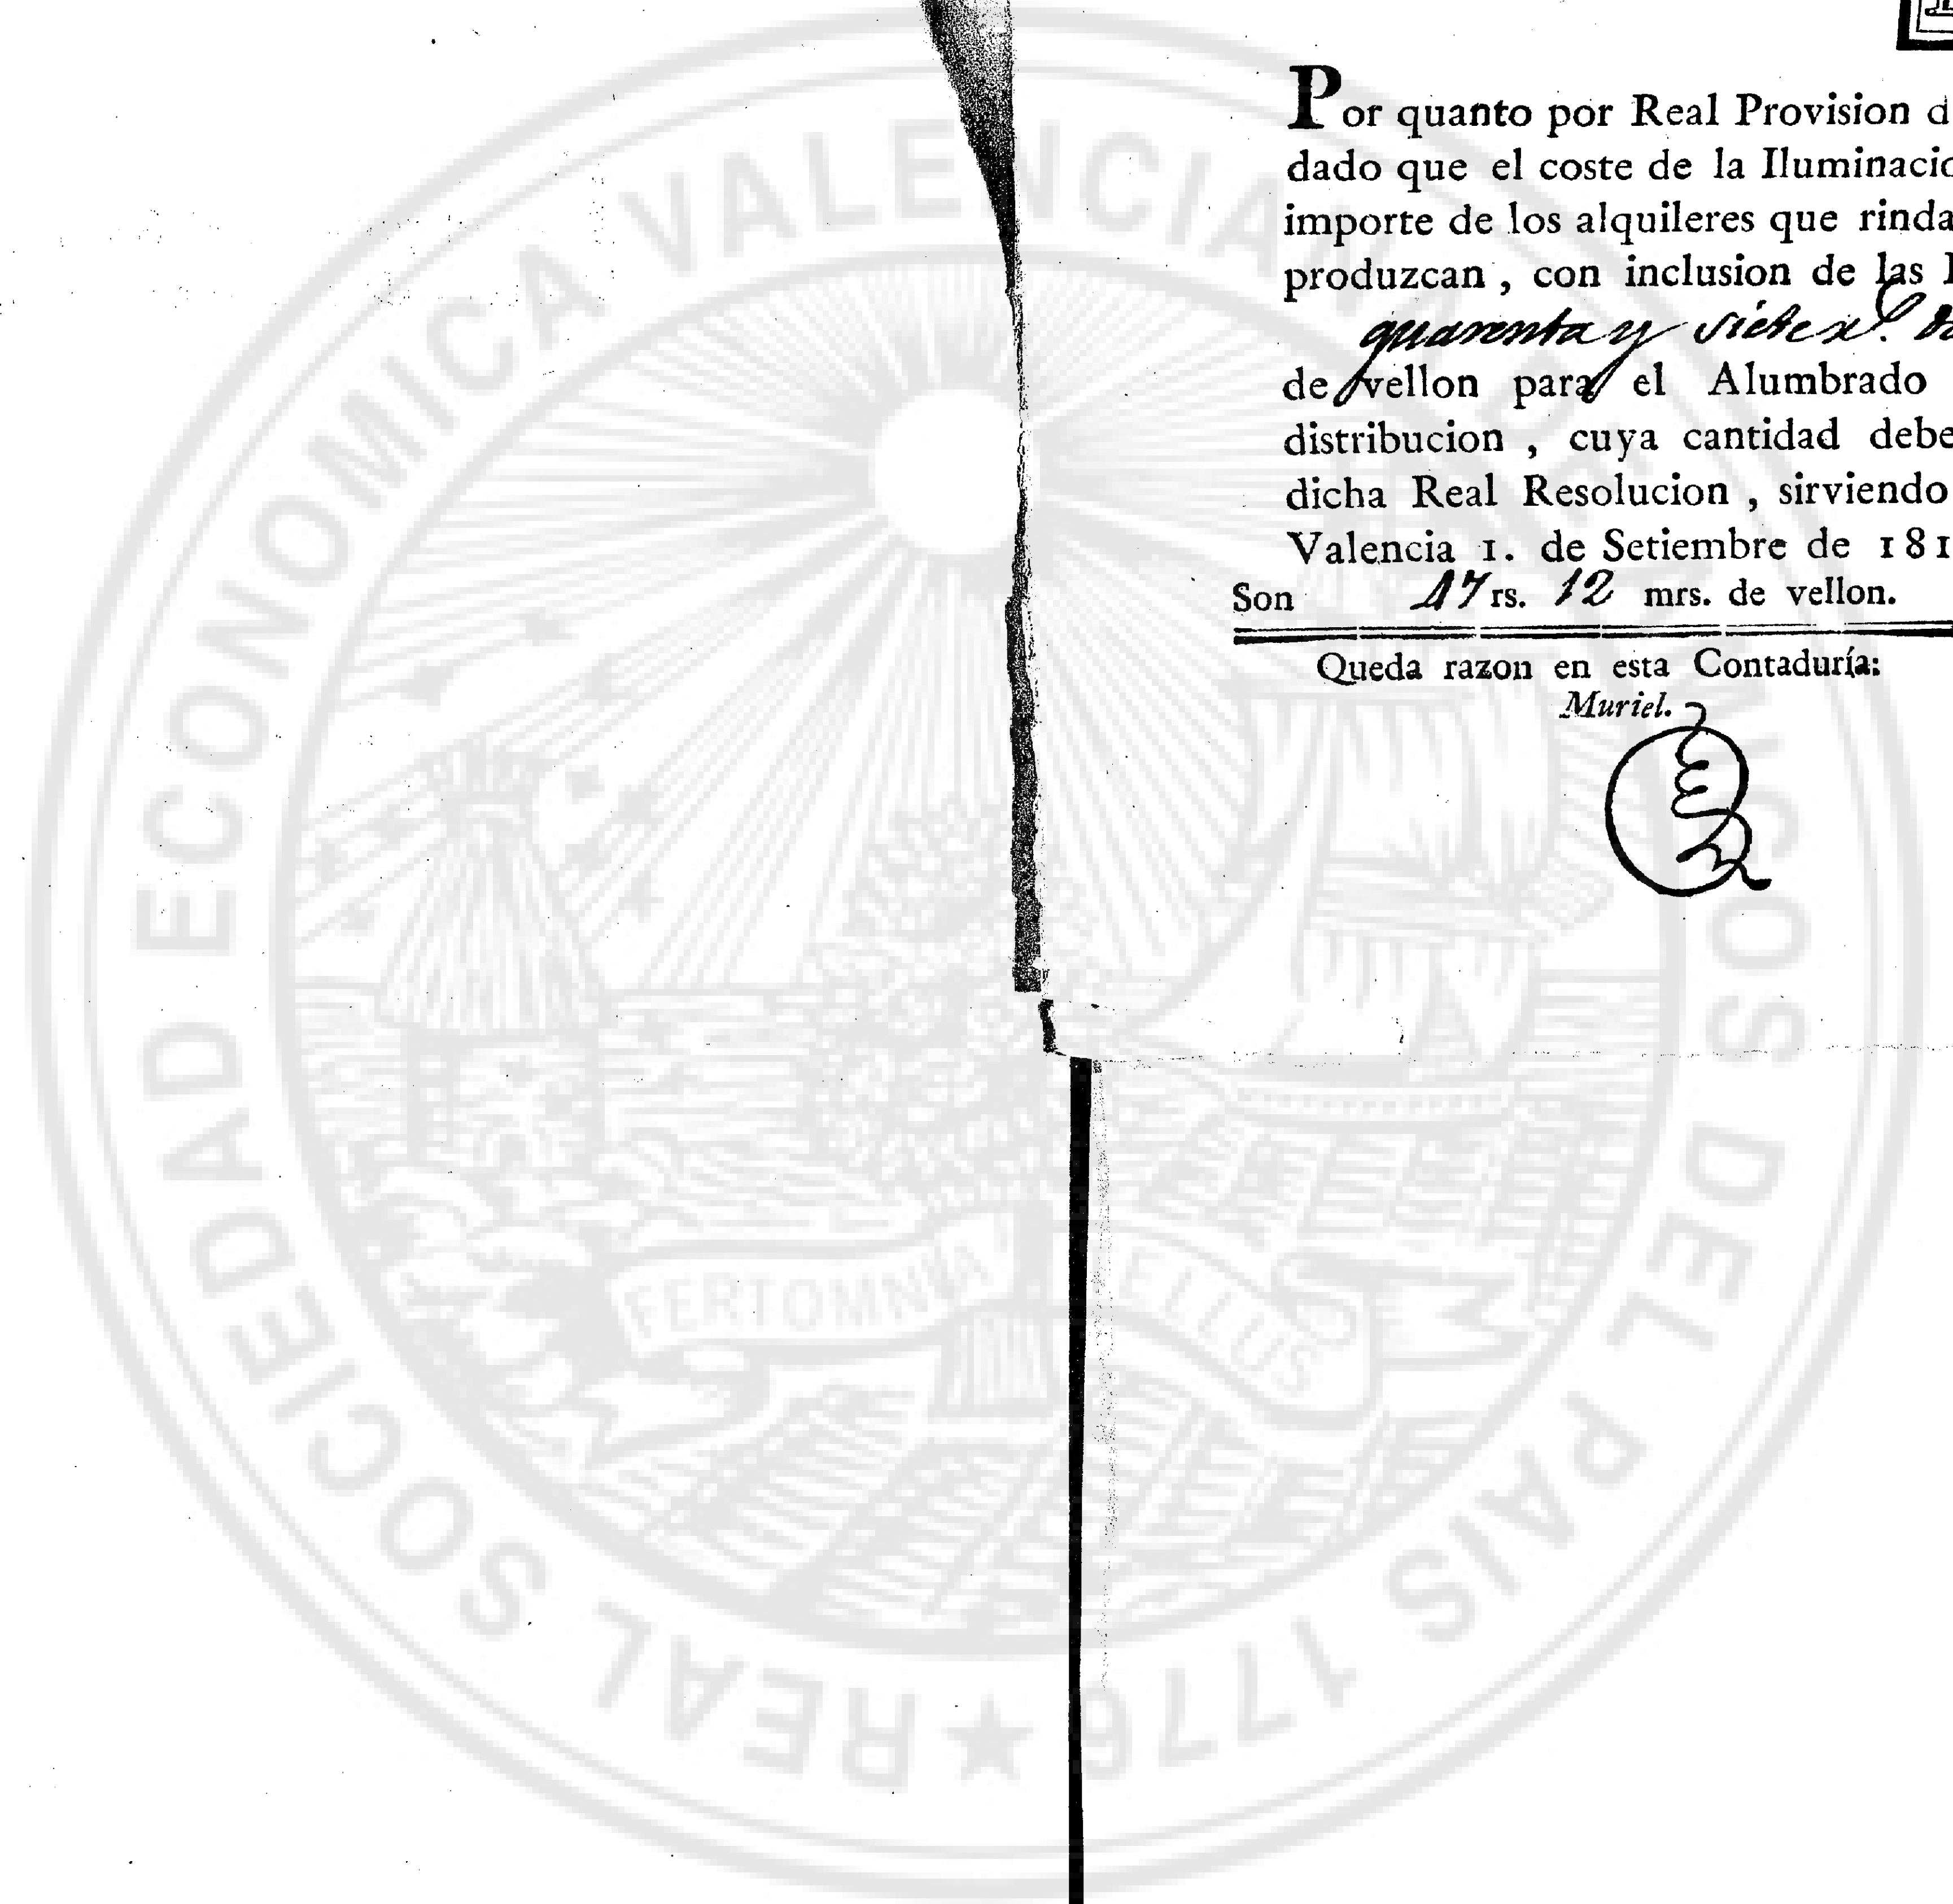 Por quanto por Real Provision d
dado que el coste de la Iluminacio
importe de los alquileres que rinda
produzcan, con inclusion de las
quarenta y siete rs.
de vellon para el Alumbrado
distribucion, cuya cantidad debe
dicha Real Resolucion, sirviendo
Valencia 1. de Setiembre de 181
Son 47 rs. 12 mrs. de vellon.
Queda razon en esta Contaduría:
Muriel.
REAL SOCIEDAD ECONOMICA VALENCIA DEL PAIS 1776
FERT OMNIA TELLUS